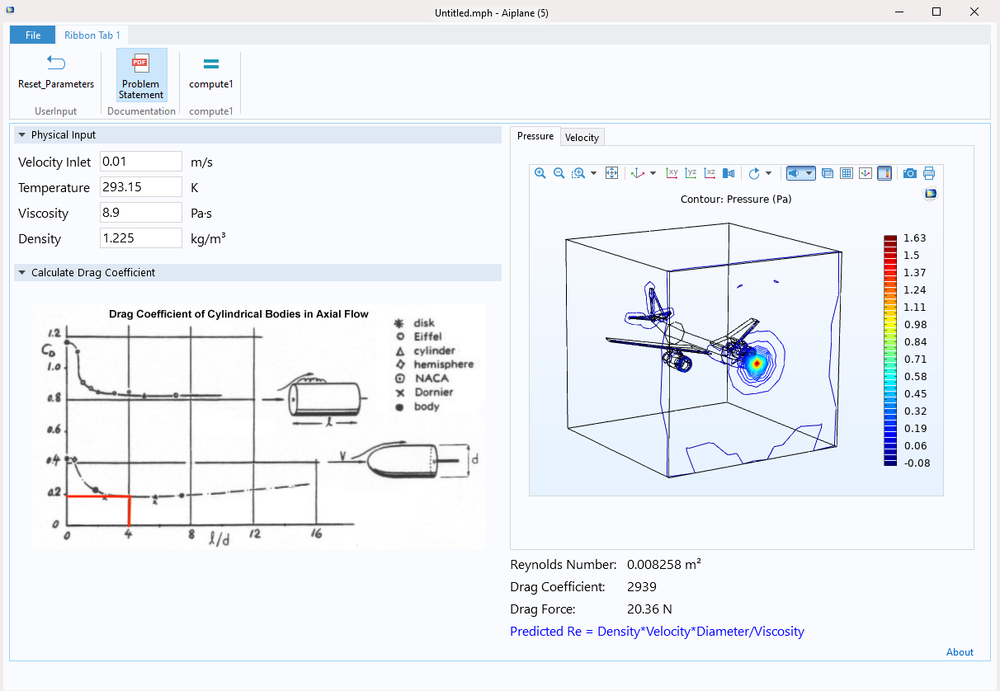 Untitled.mph - Aiplane (5)
File
Ribbon Tab 1
Reset_Parameters
UserInput
PDF
Problem
Statement
Documentation
compute1
compute1
Physical Input
Velocity Inlet 0.01 m/s
Temperature 293.15 K
Viscosity 8.9 Pa·s
Density 1.225 kg/m³
Calculate Drag Coefficient
Drag Coefficient of Cylindrical Bodies in Axial Flow
disk
Eiffel
cylinder
hemisphere
NACA
Dornier
body
1.2
C_D
1.0
0.8
0.6
0.4
0.2
0
0 4 8 12 16
l/d
l
V
d
Pressure
Velocity
xy yz xz
Contour: Pressure (Pa)
1.63
1.5
1.37
1.24
1.11
0.98
0.84
0.71
0.58
0.45
0.32
0.19
0.06
-0.08
Reynolds Number: 0.008258 m²
Drag Coefficient: 2939
Drag Force: 20.36 N
Predicted Re = Density*Velocity*Diameter/Viscosity
About